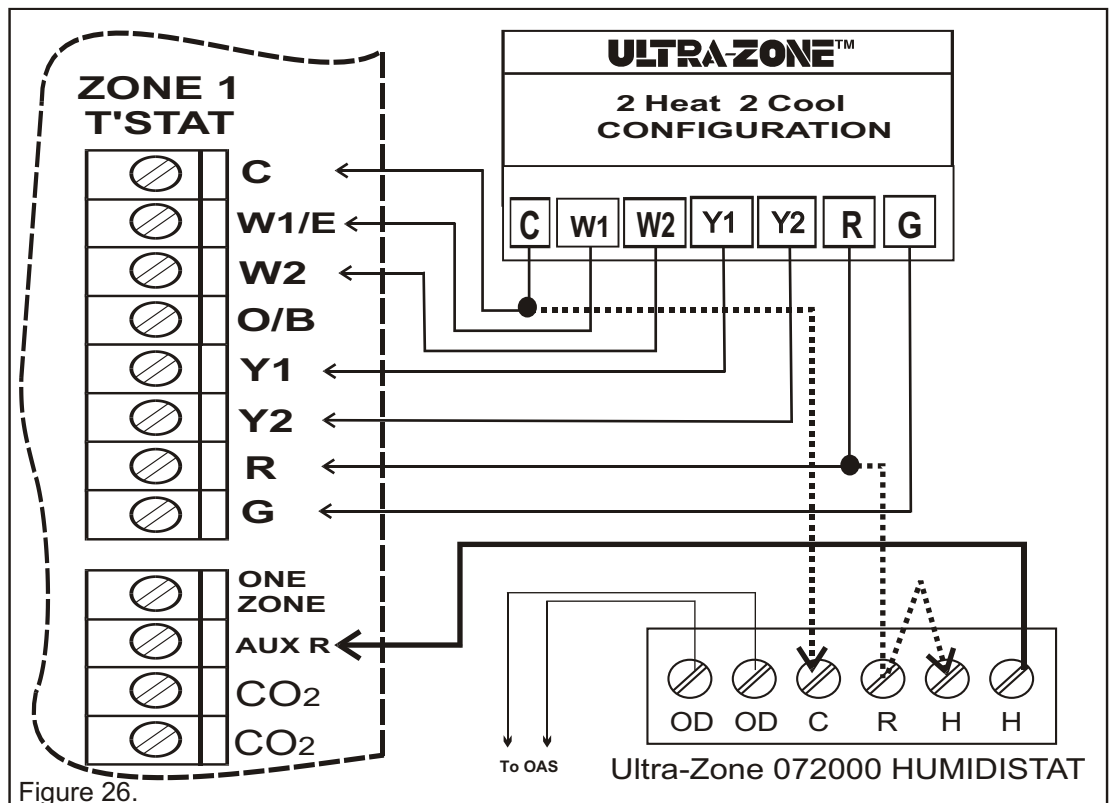 ZONE 1
T'STAT
C
W1/E
W2
O/B
Y1
Y2
R
G
ONE
ZONE
AUX R
CO2
CO2
ULTRA-ZONE™
2 Heat 2 Cool
CONFIGURATION
C W1 W2 Y1 Y2 R G
OD OD C R H H
To OAS
Ultra-Zone 072000 HUMIDISTAT
Figure 26.